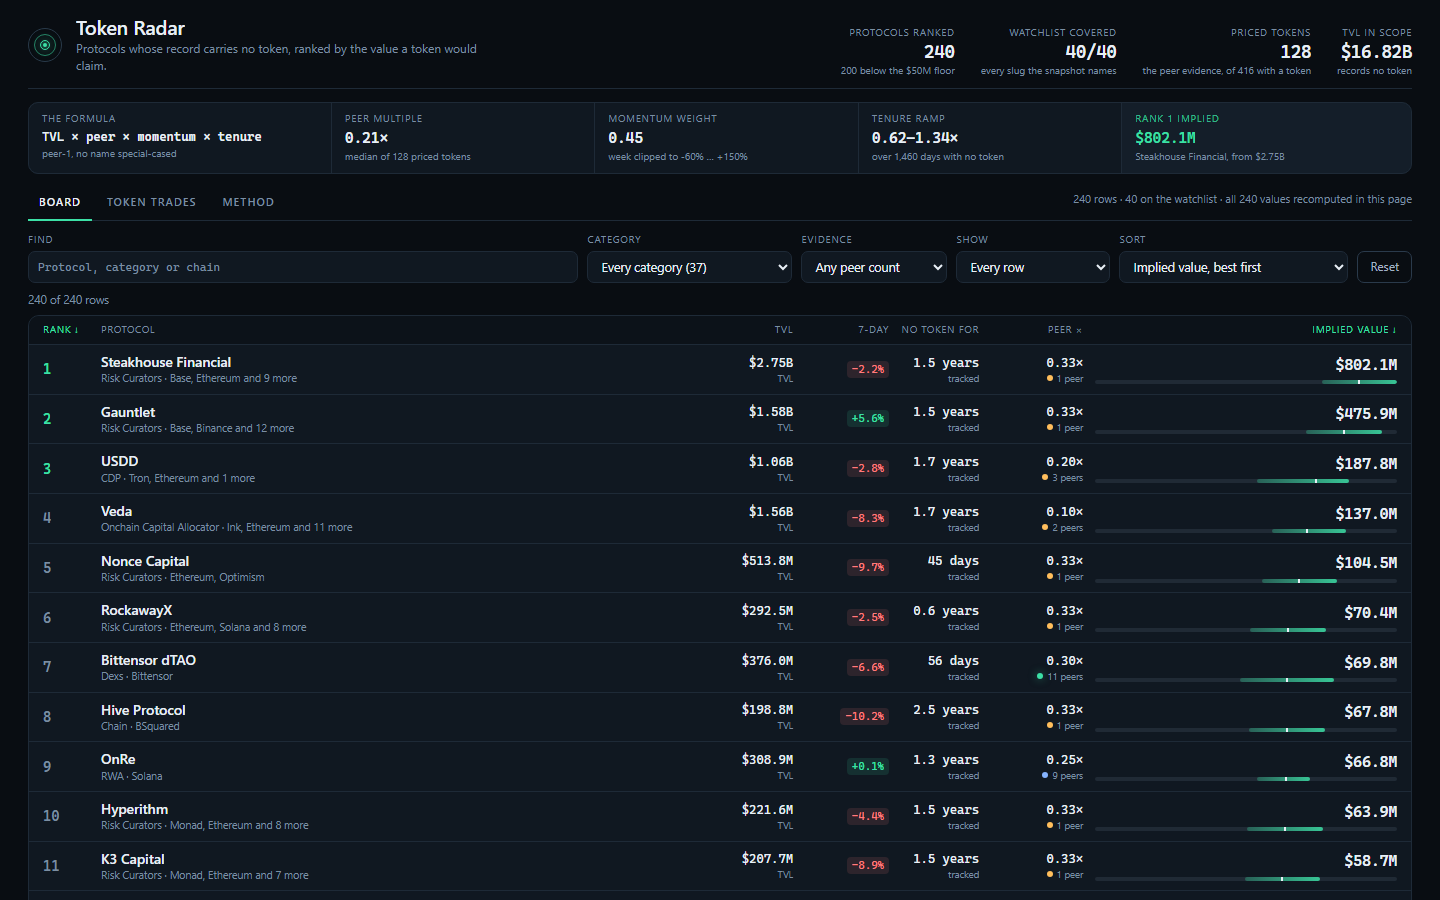 Token Radar
Protocols whose record carries no token, ranked by the value a token would
claim.
PROTOCOLS RANKED
240
200 below the $50M floor
WATCHLIST COVERED
40/40
every slug the snapshot names
PRICED TOKENS
128
the peer evidence, of 416 with a token
TVL IN SCOPE
$16.82B
records no token
THE FORMULA
TVL × peer × momentum × tenure
peer-1, no name special-cased
PEER MULTIPLE
0.21×
median of 128 priced tokens
MOMENTUM WEIGHT
0.45
week clipped to -60% … +150%
TENURE RAMP
0.62–1.34×
over 1,460 days with no token
RANK 1 IMPLIED
$802.1M
Steakhouse Financial, from $2.75B
BOARD TOKEN TRADES METHOD
240 rows · 40 on the watchlist · all 240 values recomputed in this page
FIND CATEGORY EVIDENCE SHOW SORT
Protocol, category or chain Every category (37) Any peer count Every row Implied value, best first Reset
240 of 240 rows
RANK ↓ PROTOCOL TVL 7-DAY NO TOKEN FOR PEER × IMPLIED VALUE ↓
1 Steakhouse Financial $2.75B −2.2% 1.5 years 0.33× $802.1M
Risk Curators · Base, Ethereum and 9 more TVL tracked 1 peer
2 Gauntlet $1.58B +5.6% 1.5 years 0.33× $475.9M
Risk Curators · Base, Binance and 12 more TVL tracked 1 peer
3 USDD $1.06B −2.8% 1.7 years 0.20× $187.8M
CDP · Tron, Ethereum and 1 more TVL tracked 3 peers
4 Veda $1.56B −8.3% 1.7 years 0.10× $137.0M
Onchain Capital Allocator · Ink, Ethereum and 11 more TVL tracked 2 peers
5 Nonce Capital $513.8M −9.7% 45 days 0.33× $104.5M
Risk Curators · Ethereum, Optimism TVL tracked 1 peer
6 RockawayX $292.5M −2.5% 0.6 years 0.33× $70.4M
Risk Curators · Ethereum, Solana and 8 more TVL tracked 1 peer
7 Bittensor dTAO $376.0M −6.6% 56 days 0.30× $69.8M
Dexs · Bittensor TVL tracked 11 peers
8 Hive Protocol $198.8M −10.2% 2.5 years 0.33× $67.8M
Chain · BSquared TVL tracked 1 peer
9 OnRe $308.9M +0.1% 1.3 years 0.25× $66.8M
RWA · Solana TVL tracked 9 peers
10 Hyperithm $221.6M −4.4% 1.5 years 0.33× $63.9M
Risk Curators · Monad, Ethereum and 8 more TVL tracked 1 peer
11 K3 Capital $207.7M −8.9% 1.5 years 0.33× $58.7M
Risk Curators · Monad, Ethereum and 7 more TVL tracked 1 peer